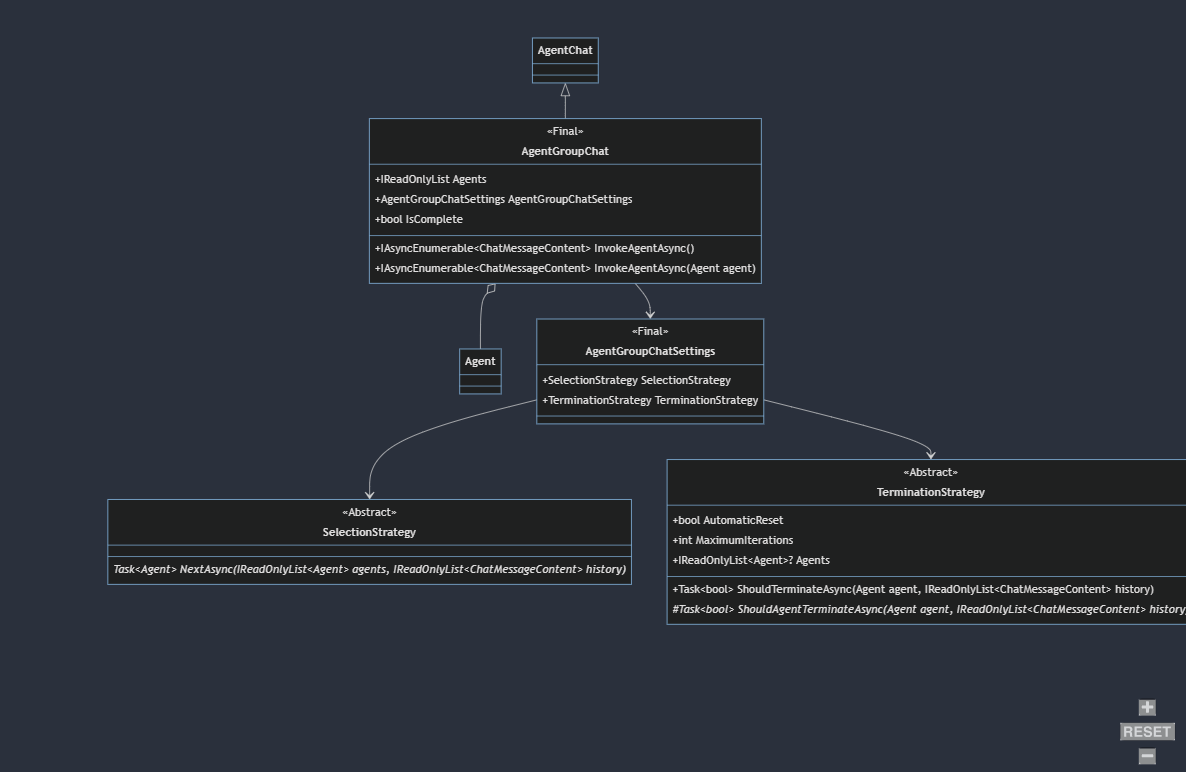 AgentChat
«Final»
AgentGroupChat
+IReadOnlyList Agents
+AgentGroupChatSettings AgentGroupChatSettings
+bool IsComplete
+IAsyncEnumerable<ChatMessageContent> InvokeAgentAsync()
+IAsyncEnumerable<ChatMessageContent> InvokeAgentAsync(Agent agent)
Agent
«Final»
AgentGroupChatSettings
+SelectionStrategy SelectionStrategy
+TerminationStrategy TerminationStrategy
«Abstract»
SelectionStrategy
Task<Agent> NextAsync(IReadOnlyList<Agent> agents, IReadOnlyList<ChatMessageContent> history)
«Abstract»
TerminationStrategy
+bool AutomaticReset
+int MaximumIterations
+IReadOnlyList<Agent>? Agents
+Task<bool> ShouldTerminateAsync(Agent agent, IReadOnlyList<ChatMessageContent> history)
#Task<bool> ShouldAgentTerminateAsync(Agent agent, IReadOnlyList<ChatMessageContent> history)
+
RESET
−